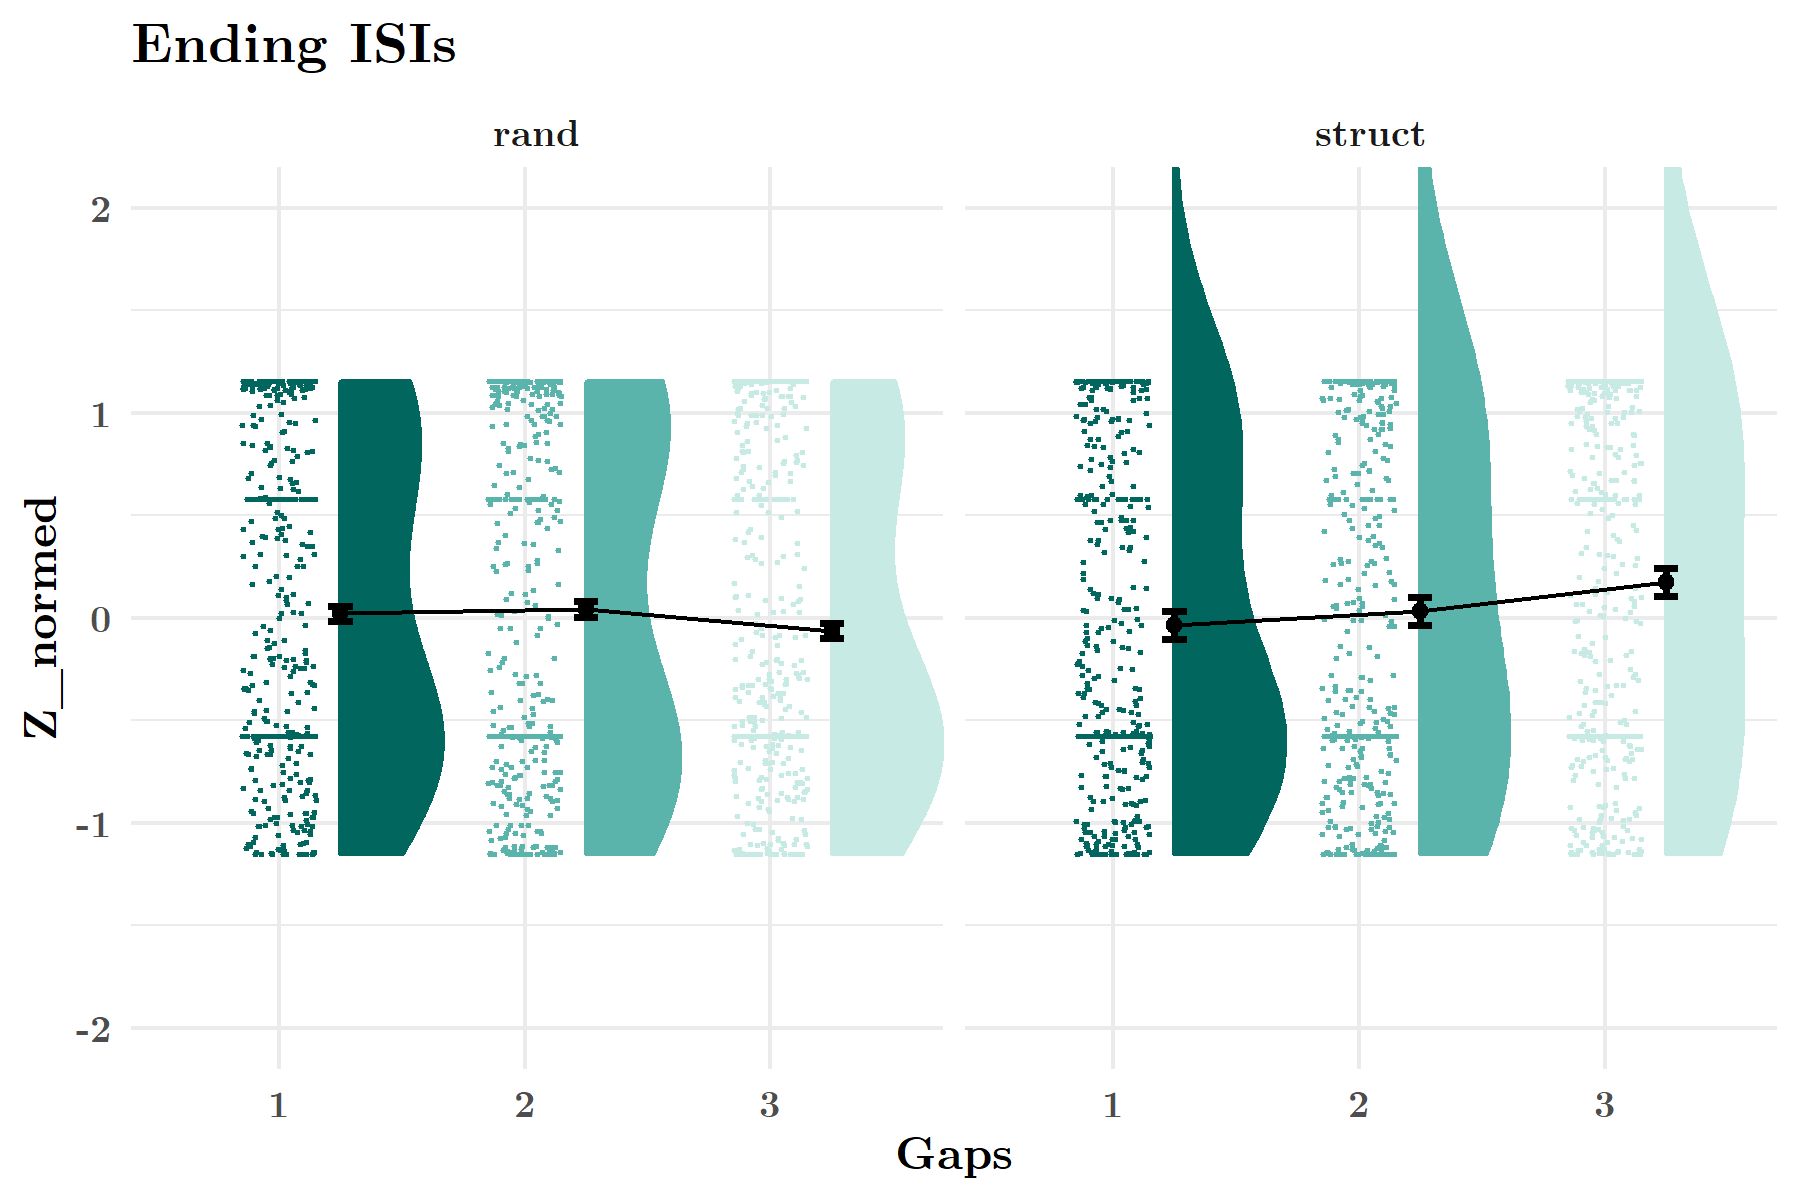 Ending ISIs
rand struct
2
1
0
-1
-2
Z_normed
1 2 3 1 2 3
Gaps